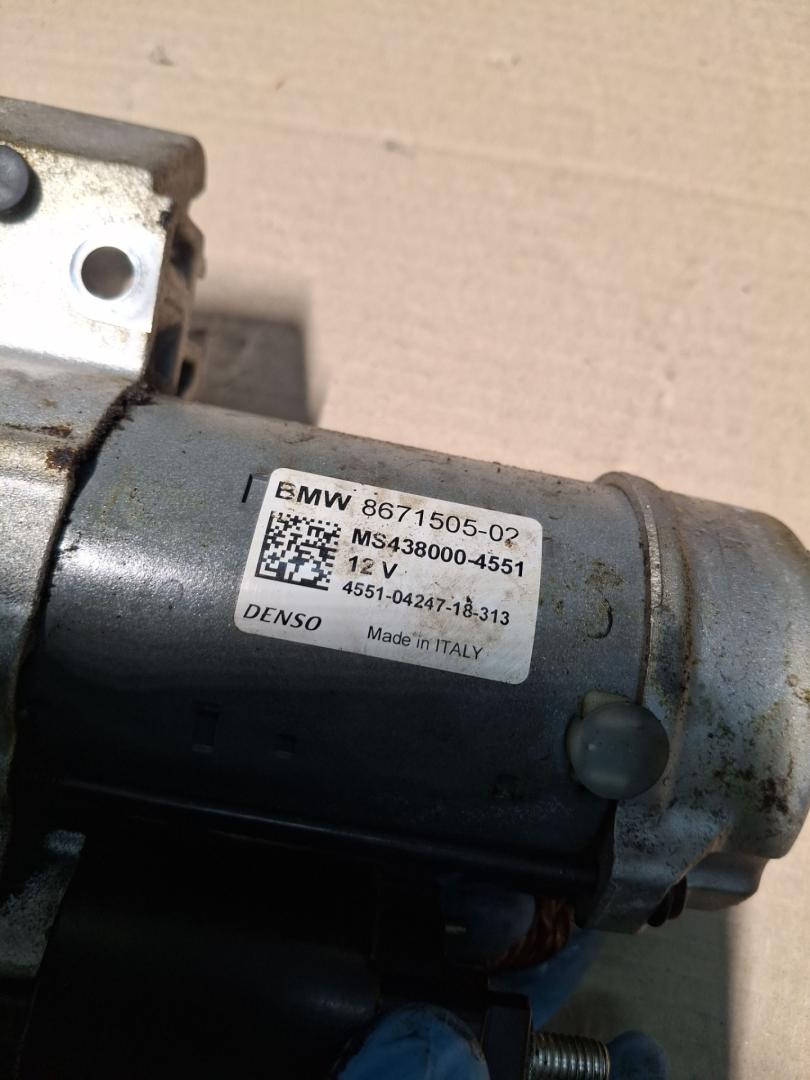 BMW 8671505-02
MS438000-4551
12 V
4551-04247-18-313
DENSO
Made in ITALY